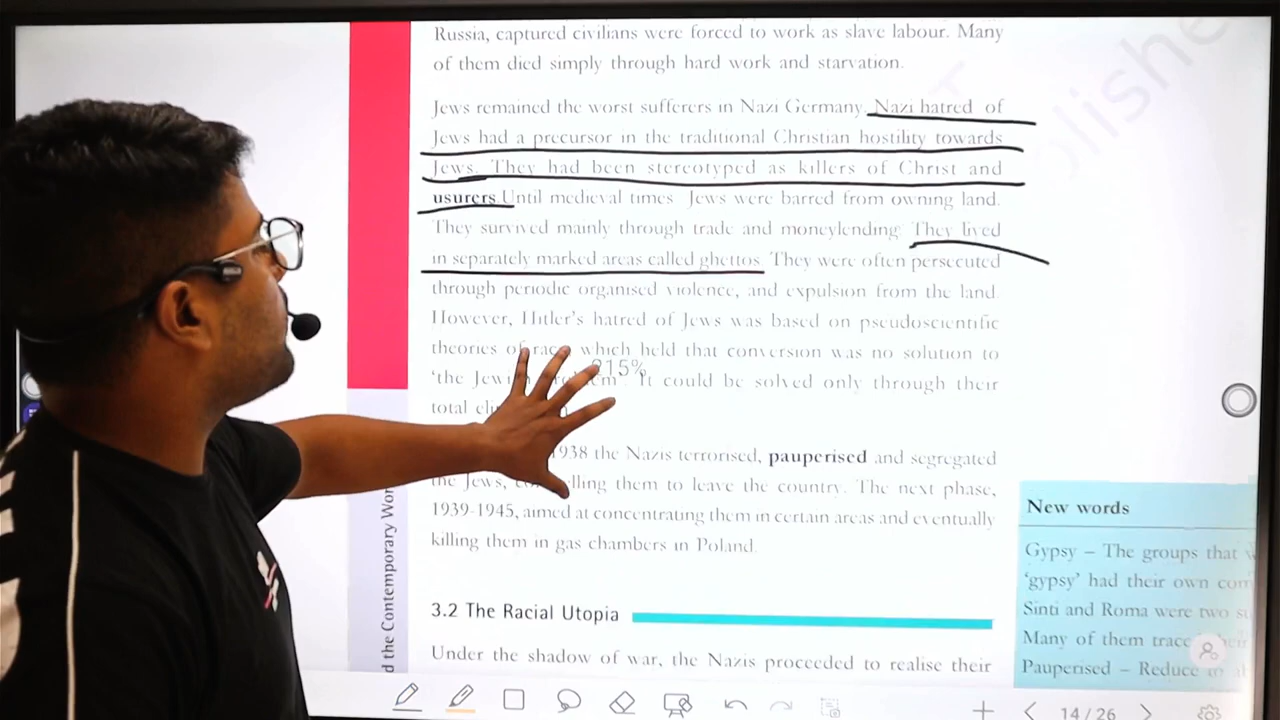 Russia, captured civilians were forced to work as slave labour. Many
of them died simply through hard work and starvation.
Jews remained the worst sufferers in Nazi Germany. Nazi hatred of
Jews had a precursor in the traditional Christian hostility towards
Jews. They had been stereotyped as killers of Christ and
usurers.Until medieval times Jews were barred from owning land.
They survived mainly through trade and moneylending. They lived
in separately marked areas called ghettos. They were often persecuted
through periodic organised violence, and expulsion from the land.
However, Hitler's hatred of Jews was based on pseudoscientific
theories of race, which held that conversion was no solution to
'the It could be solved only through their
total
1938 the Nazis terrorised, pauperised and segregated
the Jews, them to leave the country. The next phase,
1939-1945, aimed at concentrating them in certain areas and eventually
killing them in gas chambers in Poland.
3.2 The Racial Utopia
Under the shadow of war, the Nazis proceeded to realise their
215%
d the Contemporary Wor
New words
Gypsy – The groups that
'gypsy' had their own com
Sinti and Roma were two
Many of them trace
Pauperised – Reduce
14 / 26